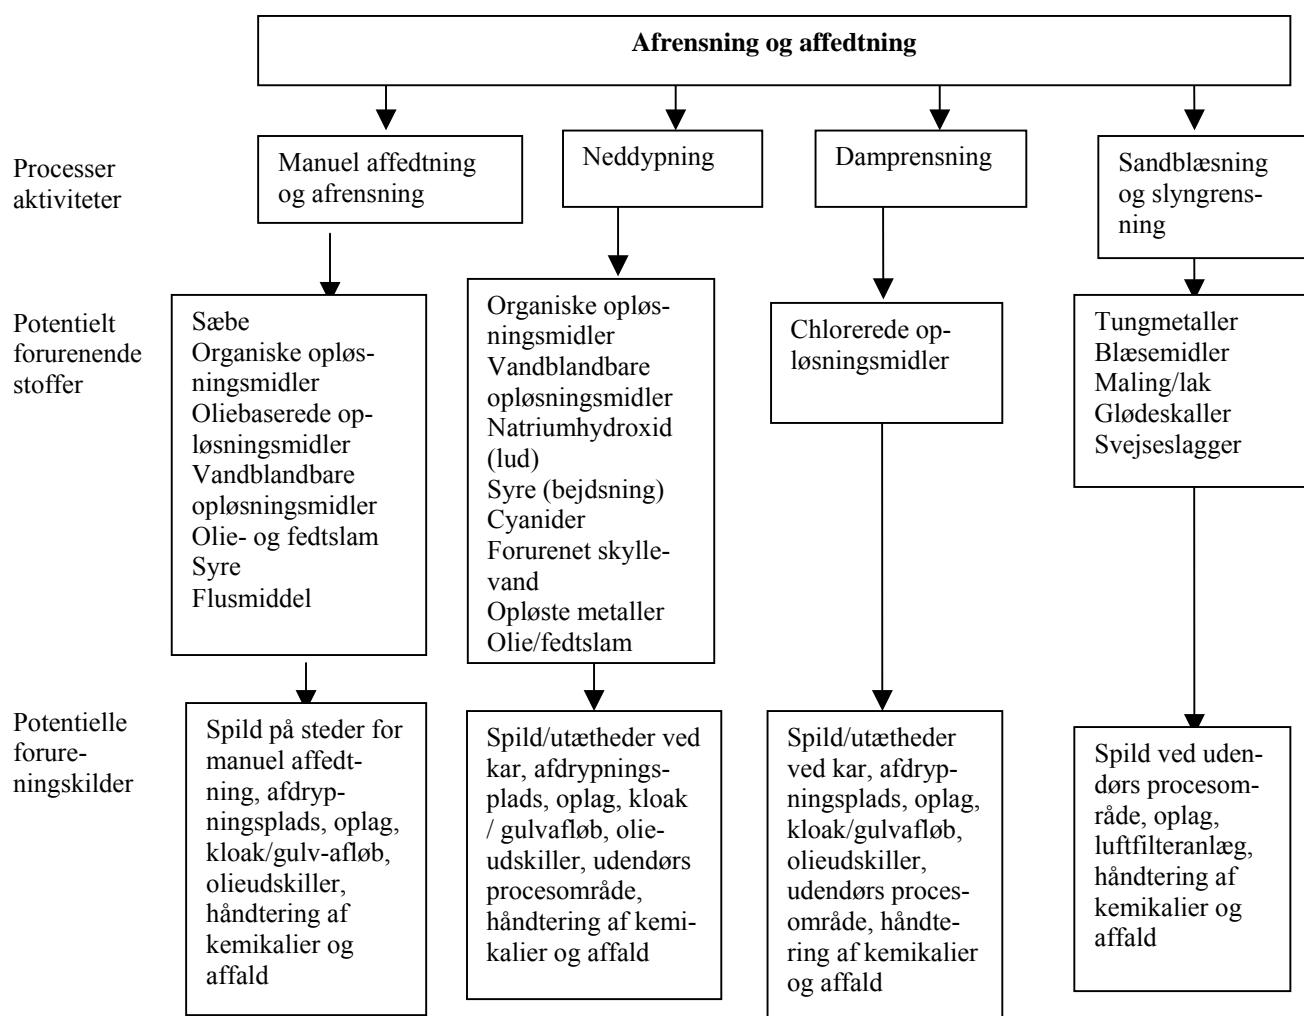 Afrensning og affedtning
Processer
aktiviteter
Manuel affedtning
og afrensning
Neddypning
Damprensning
Sandblæsning
og slyngrens-
ning
Potentielt
forurenende
stoffer
Sæbe
Organiske opløs-
ningsmidler
Oliebaserede op-
løsningsmidler
Vandblandbare
opløsningsmidler
Olie- og fedtslam
Syre
Flusmiddel
Organiske opløs-
ningsmidler
Vandblandbare
opløsningsmidler
Natriumhydroxid
(lud)
Syre (bejdsning)
Cyanider
Forurenet skylle-
vand
Opløste metaller
Olie/fedtslam
Chlorerede op-
løsningsmidler
Tungmetaller
Blæsemidler
Maling/lak
Glødeskaller
Svejseslagger
Potentielle
forure-
ningskilder
Spild på steder for
manuel affedt-
ning, afdryp-
ningsplads, oplag,
kloak/gulv-afløb,
olieudskiller,
håndtering af
kemikalier og
affald
Spild/utætheder ved
kar, afdrypnings-
plads, oplag, kloak
/ gulvafløb, olie-
udskiller, udendørs
procesområde,
håndtering af kemi-
kalier og affald
Spild/utætheder
ved kar, afdryp-
ningsplads, oplag,
kloak/gulvafløb,
olieudskiller,
udendørs proces-
område, håndte-
ring af kemikalier
og affald
Spild ved uden-
dørs procesom-
råde, oplag,
luftfilteranlæg,
håndtering af
kemikalier og
affald